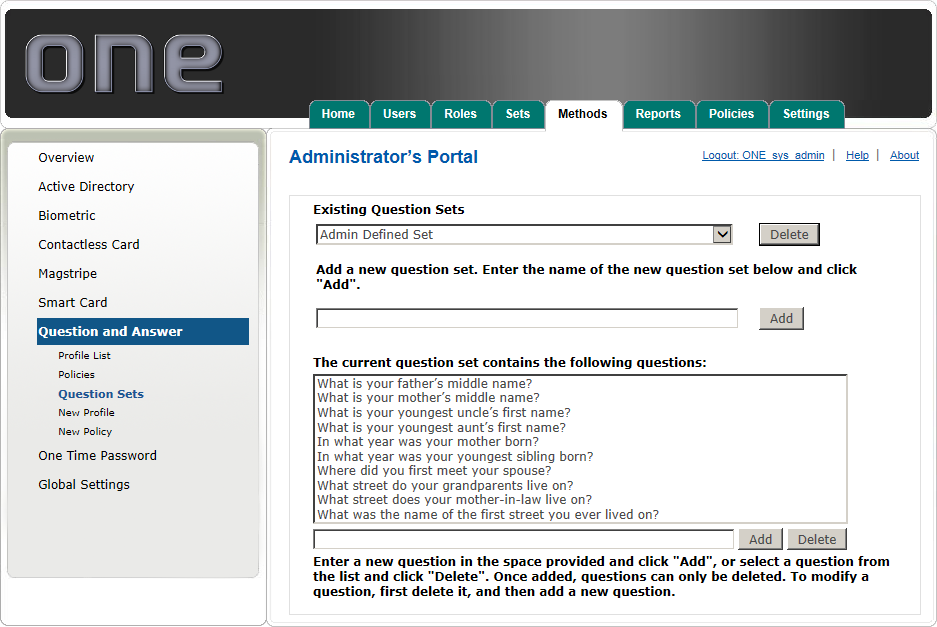 one
Home Users Roles Sets Methods Reports Policies Settings
Overview
Active Directory
Biometric
Contactless Card
Magstripe
Smart Card
Question and Answer
Profile List
Policies
Question Sets
New Profile
New Policy
One Time Password
Global Settings
Administrator’s Portal
Logout: ONE_sys_admin | Help | About
Existing Question Sets
Admin Defined Set Delete
Add a new question set. Enter the name of the new question set below and click
"Add".
Add
The current question set contains the following questions:
What is your father’s middle name?
What is your mother’s middle name?
What is your youngest uncle’s first name?
What is your youngest aunt’s first name?
In what year was your mother born?
In what year was your youngest sibling born?
Where did you first meet your spouse?
What street do your grandparents live on?
What street does your mother-in-law live on?
What was the name of the first street you ever lived on?
Add Delete
Enter a new question in the space provided and click "Add", or select a question from
the list and click "Delete". Once added, questions can only be deleted. To modify a
question, first delete it, and then add a new question.